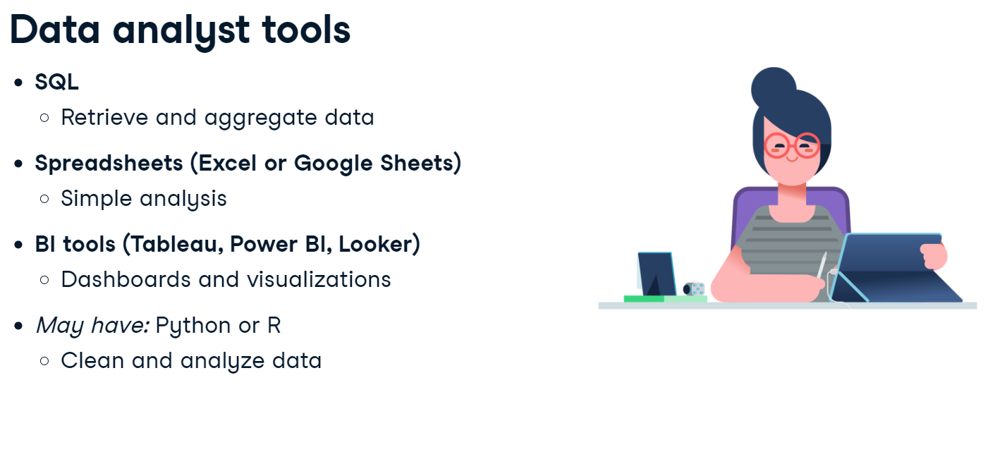 Data analyst tools
• SQL
○ Retrieve and aggregate data
• Spreadsheets (Excel or Google Sheets)
○ Simple analysis
• BI tools (Tableau, Power BI, Looker)
○ Dashboards and visualizations
• May have: Python or R
○ Clean and analyze data